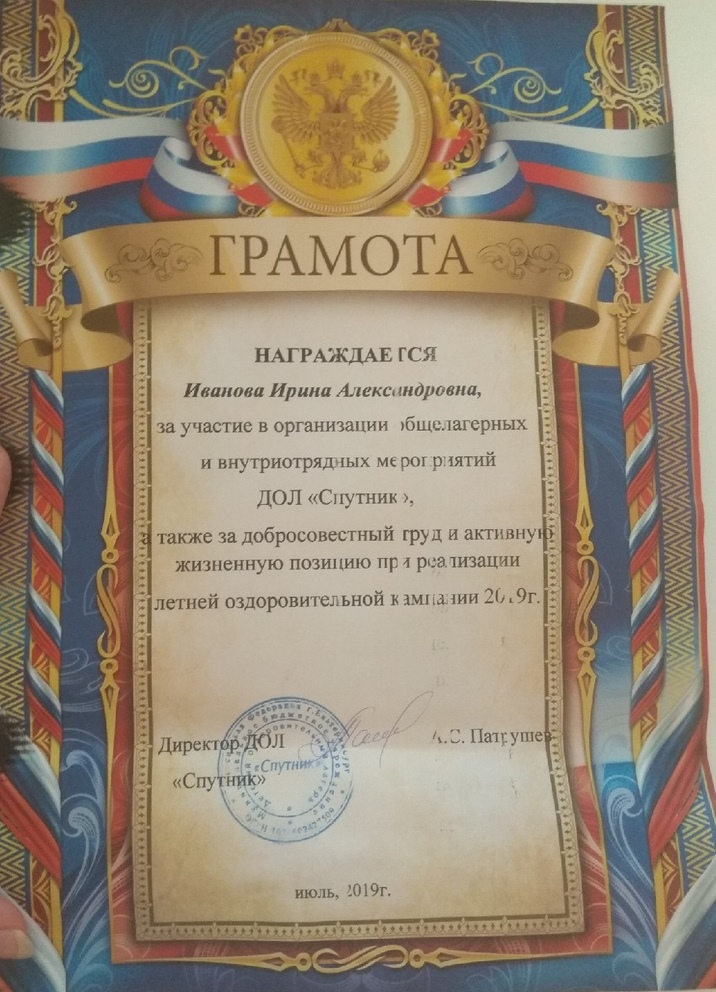 ГРАМОТА
НАГРАЖДАЕТСЯ
Иванова Ирина Александровна,
за участие в организации общелагерных
и внутриотрядных мероприятий
ДОЛ «Спутник»,
а также за добросовестный труд и активную
жизненную позицию при реализации
летней оздоровительной кампании 2019г.
Директор ДОЛ
А.С. Патрушев
«Спутник»
«Спутник»
июль, 2019г.